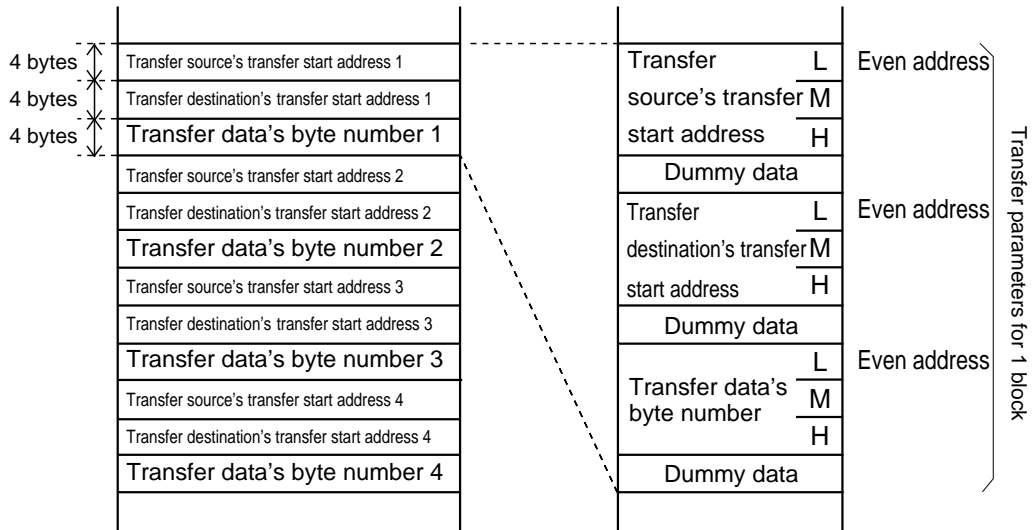 4 bytes
4 bytes
4 bytes
Transfer source’s transfer start address 1
Transfer destination’s transfer start address 1
Transfer data’s byte number 1
Transfer source’s transfer start address 2
Transfer destination’s transfer start address 2
Transfer data’s byte number 2
Transfer source’s transfer start address 3
Transfer destination’s transfer start address 3
Transfer data’s byte number 3
Transfer source’s transfer start address 4
Transfer destination’s transfer start address 4
Transfer data’s byte number 4
Transfer L Even address
source’s transfer M
start address H
Dummy data
Transfer L Even address
destination’s transfer M
start address H
Dummy data
L Even address
Transfer data’s M
byte number H
Dummy data
Transfer parameters for 1 block